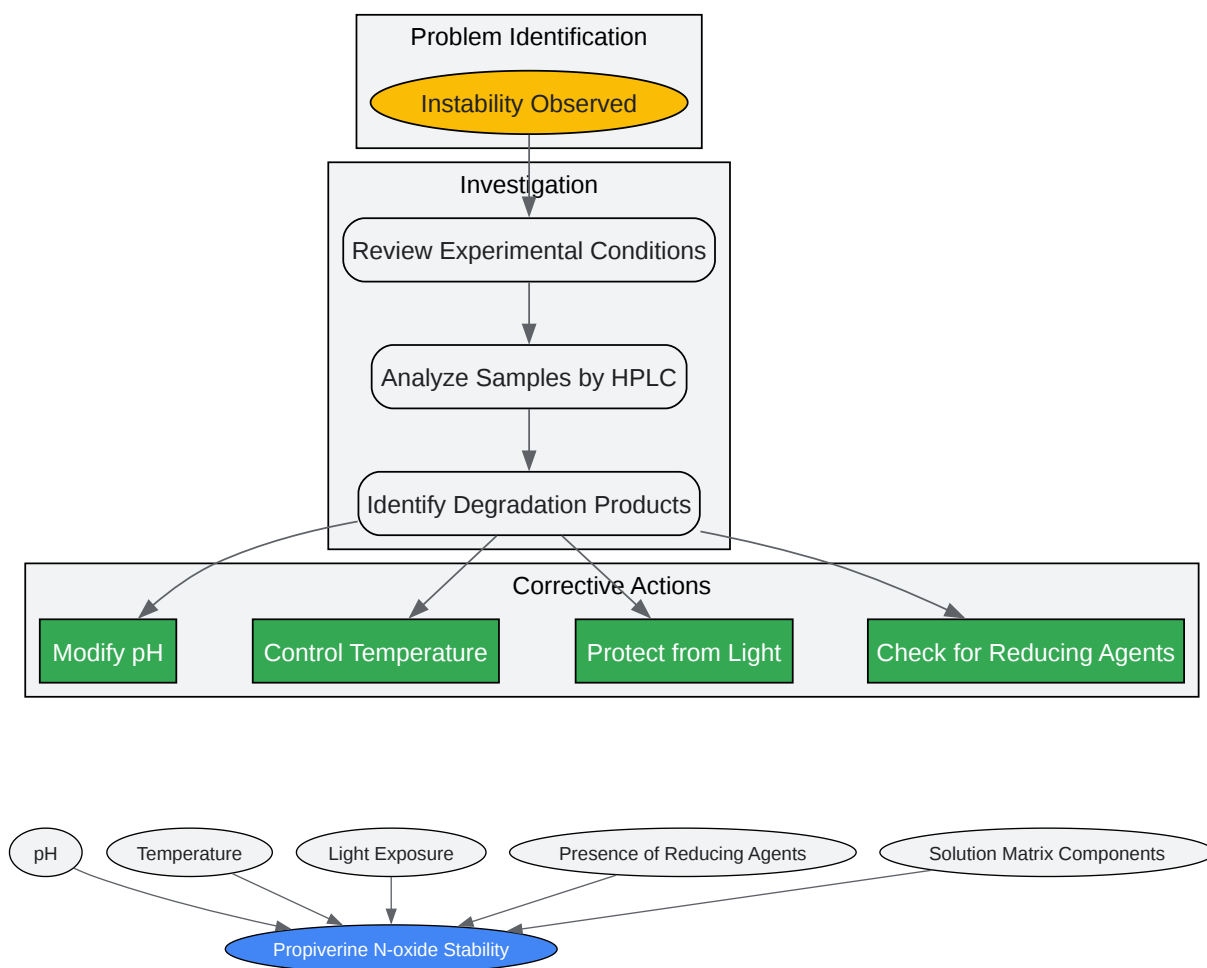 Problem Identification
Instability Observed
Investigation
Review Experimental Conditions
Analyze Samples by HPLC
Identify Degradation Products
Corrective Actions
Modify pH
Control Temperature
Protect from Light
Check for Reducing Agents
pH
Temperature
Light Exposure
Presence of Reducing Agents
Solution Matrix Components
Propiverine N-oxide Stability